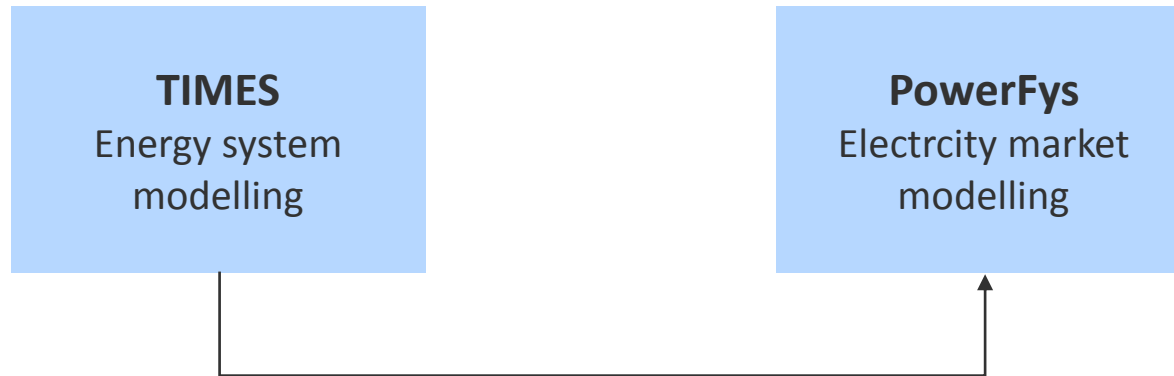 TIMES
Energy system
modelling
PowerFys
Electrcity market
modelling